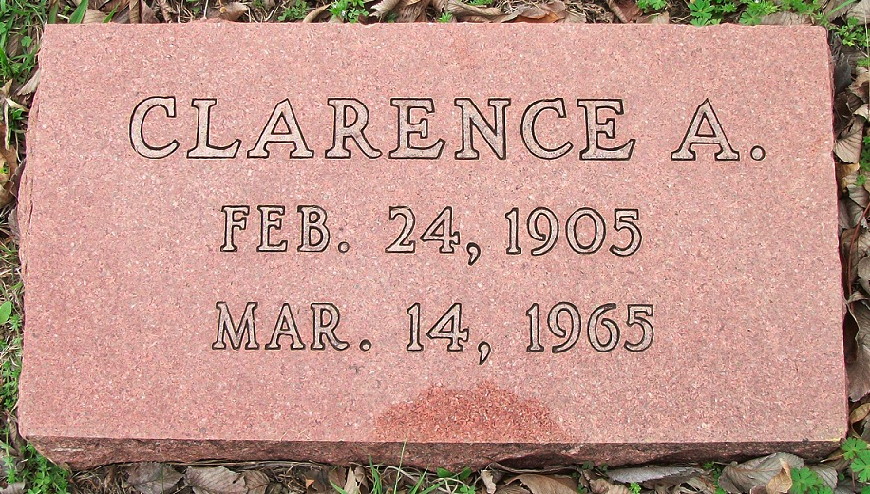 CLARENCE A.
FEB. 24, 1905
MAR. 14, 1965